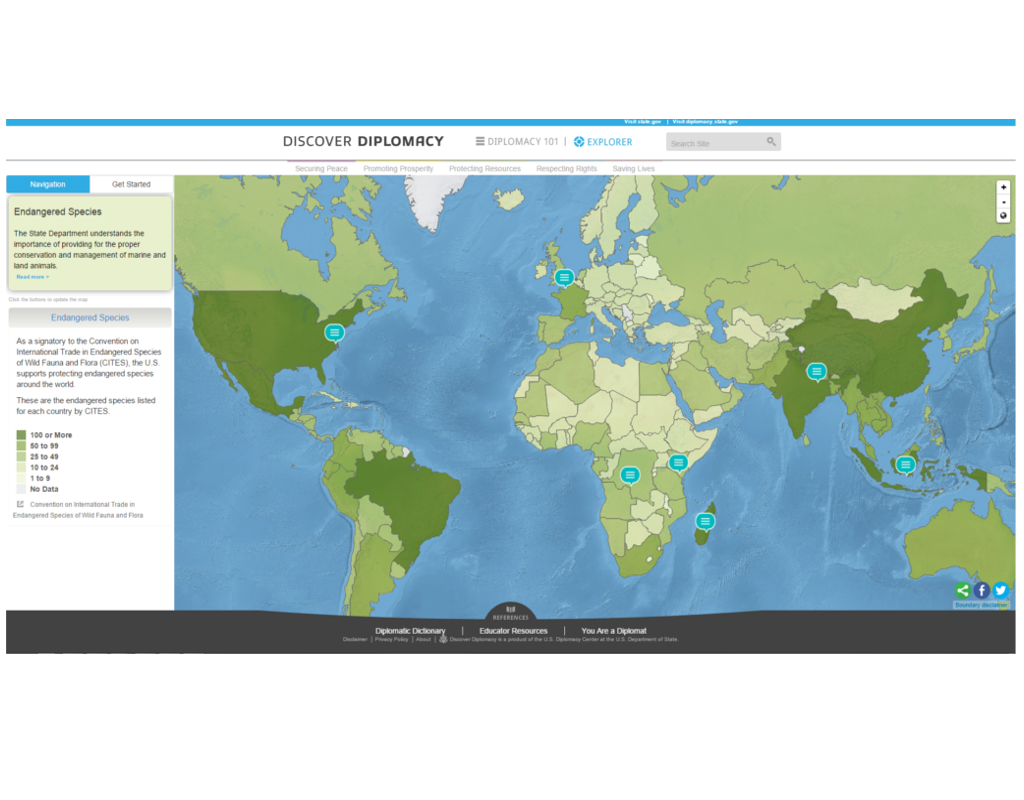 Visit state.gov | Visit diplomacy.state.gov
DISCOVER DIPLOMACY
DIPLOMACY 101 | EXPLORER
Search Site
Securing Peace Promoting Prosperity Protecting Resources Respecting Rights Saving Lives
Navigation Get Started
+
-
Endangered Species
The State Department understands the
importance of providing for the proper
conservation and management of marine and
land animals.
Read more >
Click the buttons to update the map
Endangered Species
As a signatory to the Convention on
International Trade in Endangered Species
of Wild Fauna and Flora (CITES), the U.S.
supports protecting endangered species
around the world.
These are the endangered species listed
for each country by CITES.
100 or More
50 to 99
25 to 49
10 to 24
1 to 9
No Data
Convention on International Trade in
Endangered Species of Wild Fauna and Flora
Boundary disclaimer
REFERENCES
Diplomatic Dictionary | Educator Resources | You Are a Diplomat
Disclaimer | Privacy Policy | About | Discover Diplomacy is a product of the U.S. Diplomacy Center at the U.S. Department of State.